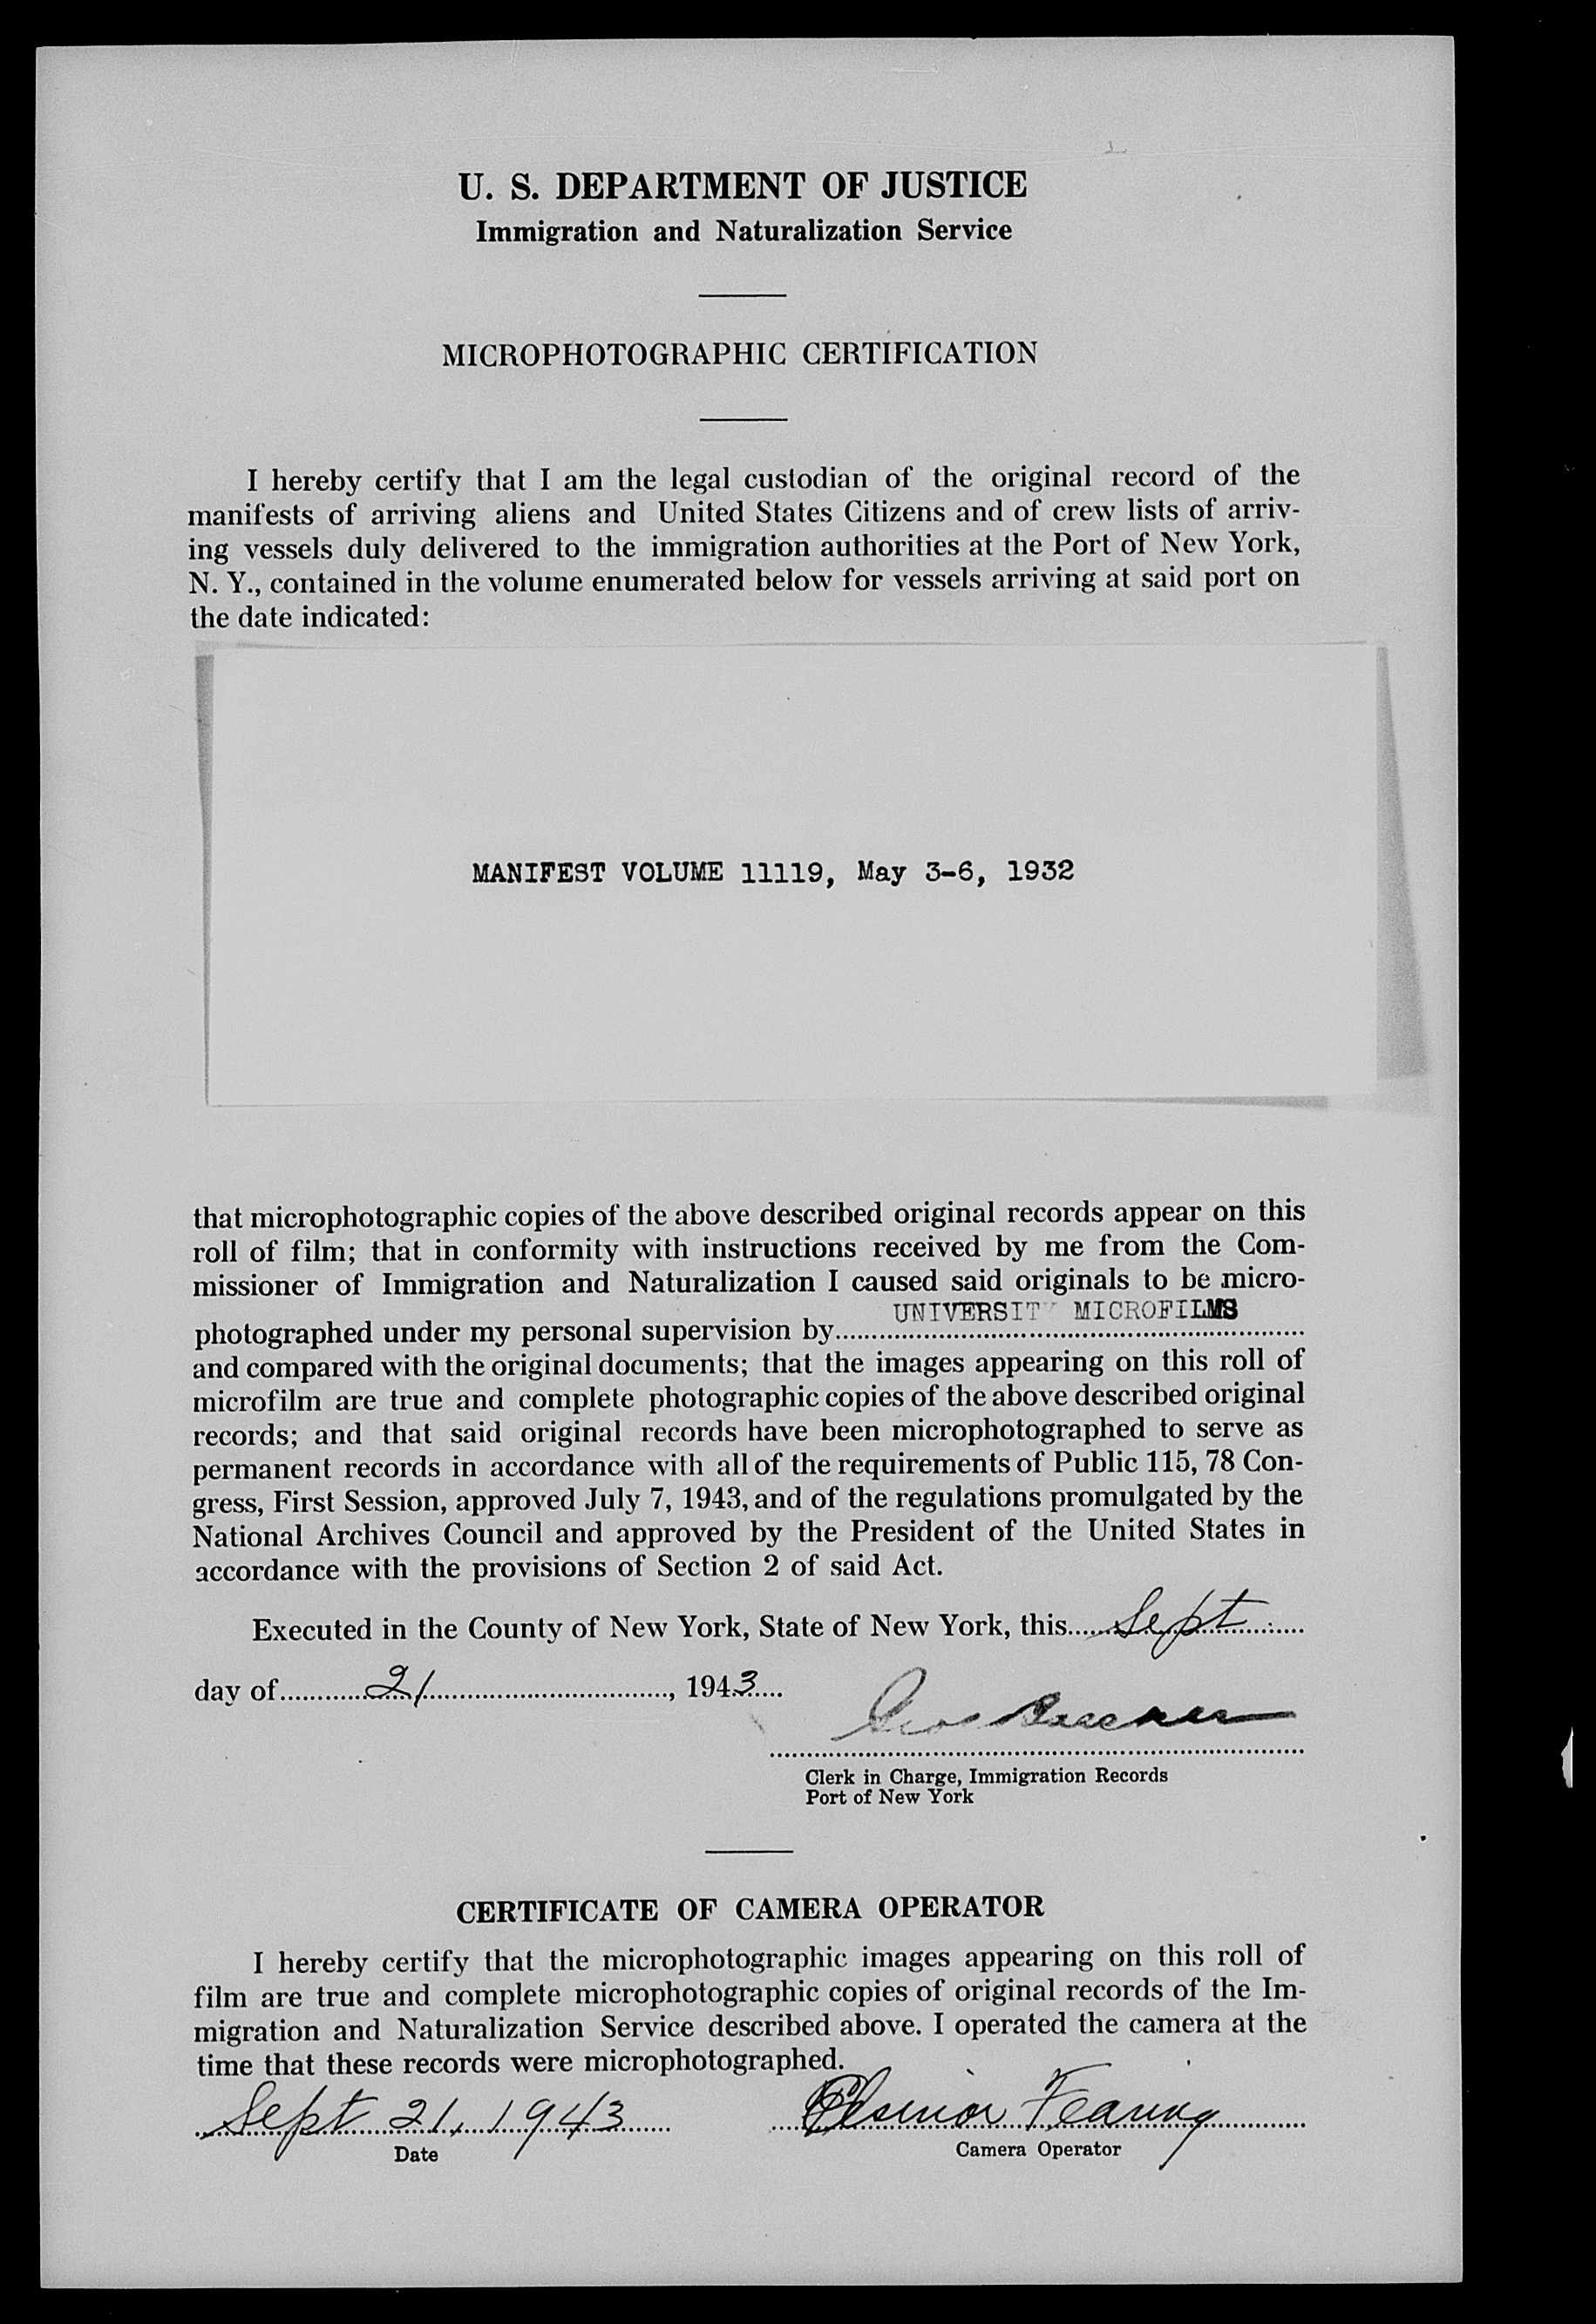 U. S. DEPARTMENT OF JUSTICE
Immigration and Naturalization Service
MICROPHOTOGRAPHIC CERTIFICATION
I hereby certify that I am the legal custodian of the original record of the
manifests of arriving aliens and United States Citizens and of crew lists of arriv-
ing vessels duly delivered to the immigration authorities at the Port of New York,
N. Y., contained in the volume enumerated below for vessels arriving at said port on
the date indicated:
MANIFEST VOLUME 11119, May 3-6, 1932
that microphotographic copies of the above described original records appear on this
roll of film; that in conformity with instructions received by me from the Com-
missioner of Immigration and Naturalization I caused said originals to be micro-
UNIVERSITY MICROFILMS
photographed under my personal supervision by
and compared with the original documents; that the images appearing on this roll of
microfilm are true and complete photographic copies of the above described original
records; and that said original records have been microphotographed to serve as
permanent records in accordance with all of the requirements of Public 115, 78 Con-
gress, First Session, approved July 7, 1943, and of the regulations promulgated by the
National Archives Council and approved by the President of the United States in
accordance with the provisions of Section 2 of said Act.
Executed in the County of New York, State of New York, this Sept
day of 21, 1943
Clerk in Charge, Immigration Records
Port of New York
CERTIFICATE OF CAMERA OPERATOR
I hereby certify that the microphotographic images appearing on this roll of
film are true and complete microphotographic copies of original records of the Im-
migration and Naturalization Service described above. I operated the camera at the
time that these records were microphotographed.
Sept 21, 1943 Fearing
Date Camera Operator